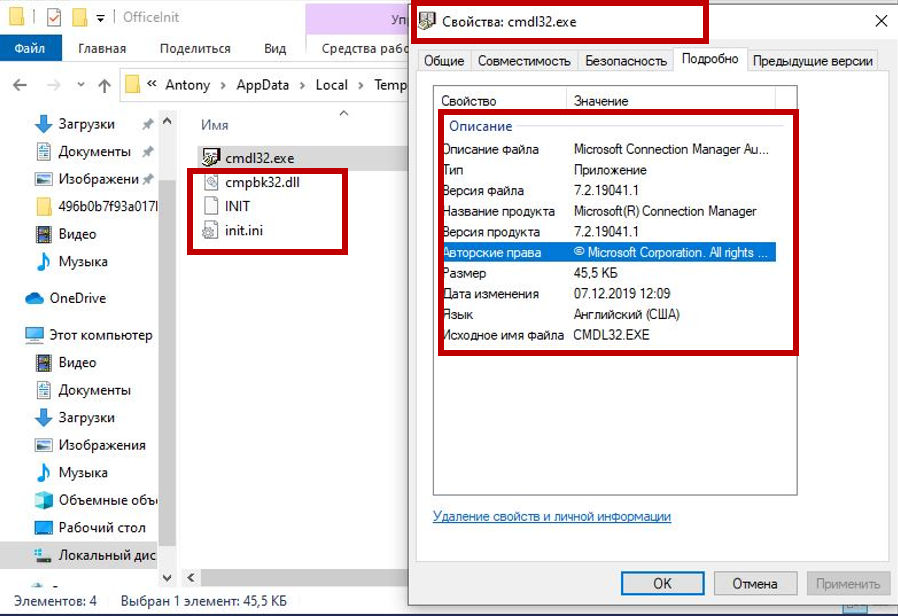 OfficeInit
Файл
Главная
Поделиться
Вид
Средства рабо
« Antony > AppData > Local > Temp
Загрузки
Документы
Изображени
Видео
Музыка
OneDrive
Этот компьютер
Видео
Документы
Загрузки
Изображения
Музыка
Объемные объ
Рабочий стол
Локальный дис
Имя
cmdl32.exe
cmpbk32.dll
INIT
init.ini
Элементов: 4
Выбран 1 элемент: 45,5 КБ
Свойства: cmdl32.exe
Общие
Совместимость
Безопасность
Подробно
Предыдущие версии
Свойство Значение
Описание
Описание файла Microsoft Connection Manager Au...
Тип Приложение
Версия файла 7.2.19041.1
Название продукта Microsoft(R) Connection Manager
Версия продукта 7.2.19041.1
Авторские права © Microsoft Corporation. All rights ...
Размер 45,5 КБ
Дата изменения 07.12.2019 12:09
Язык Английский (США)
Исходное имя файла CMDL32.EXE
Удаление свойств и личной информации
OK
Отмена
Применить